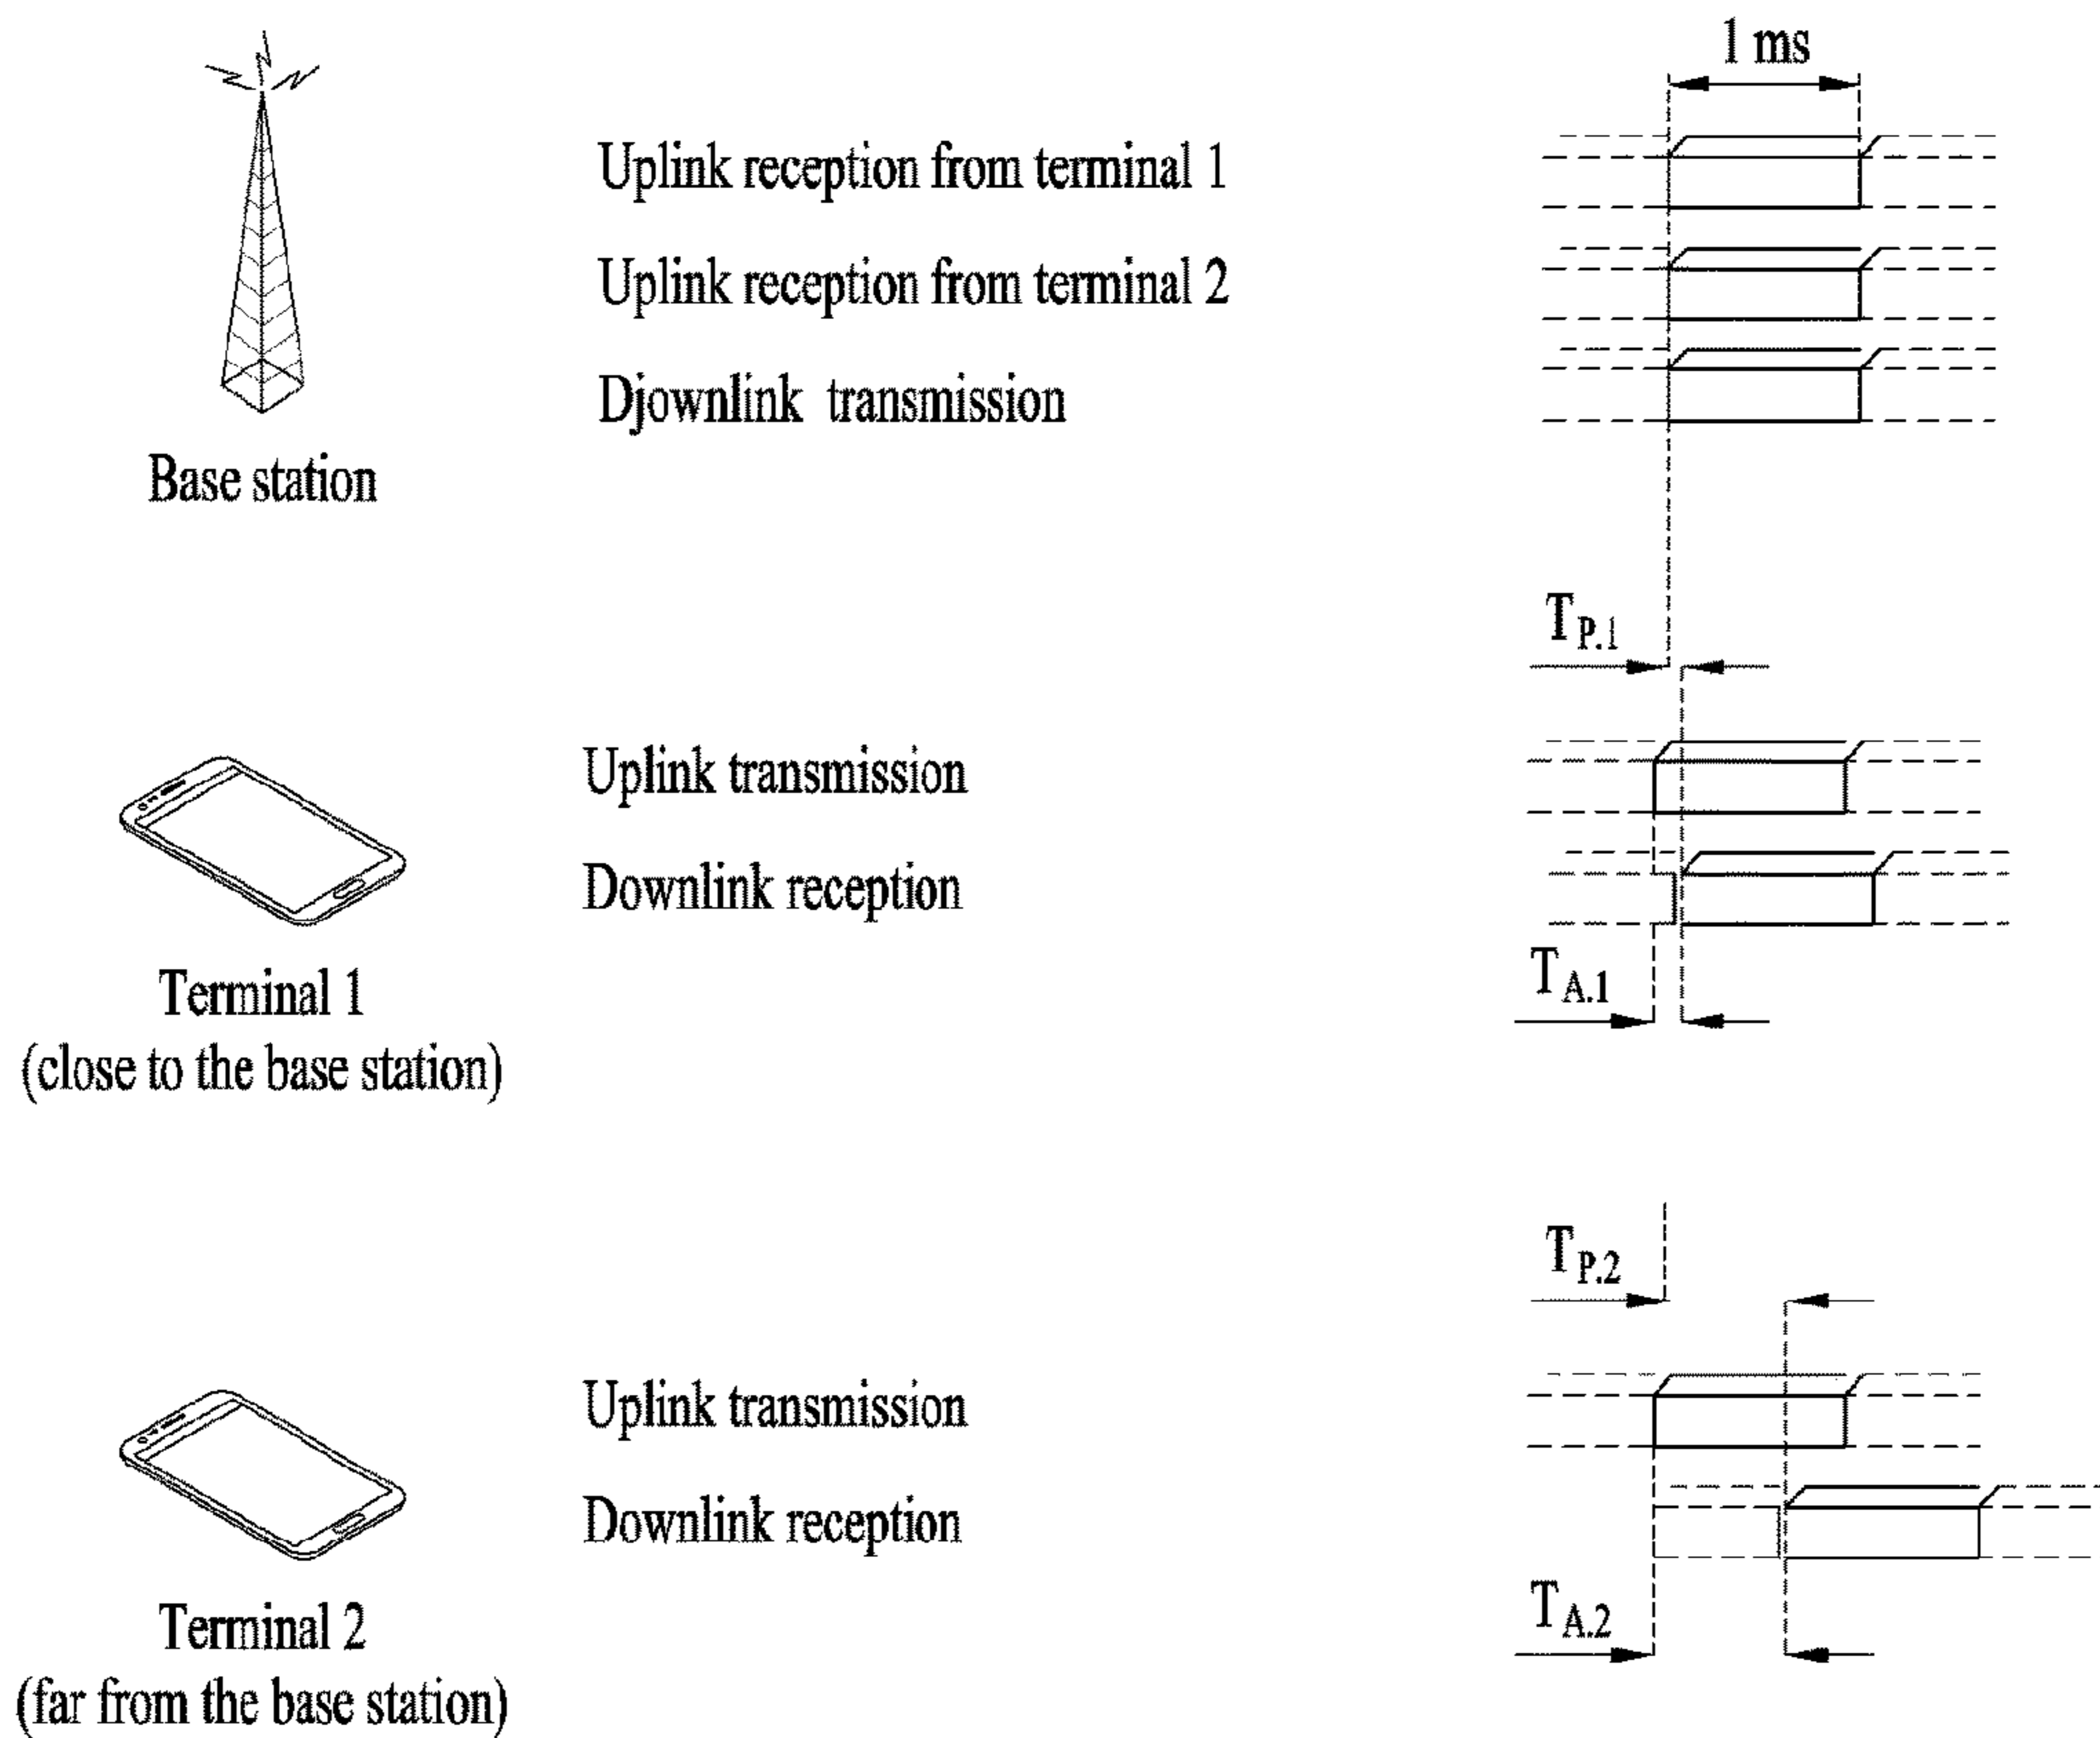 1 ms
Uplink reception from terminal 1
Uplink reception from terminal 2
Djownlink transmission
Base station
TP.1
Uplink transmission
Downlink reception
TA.1
Terminal 1
(close to the base station)
TP.2
Uplink transmission
Downlink reception
TA.2
Terminal 2
(far from the base station)